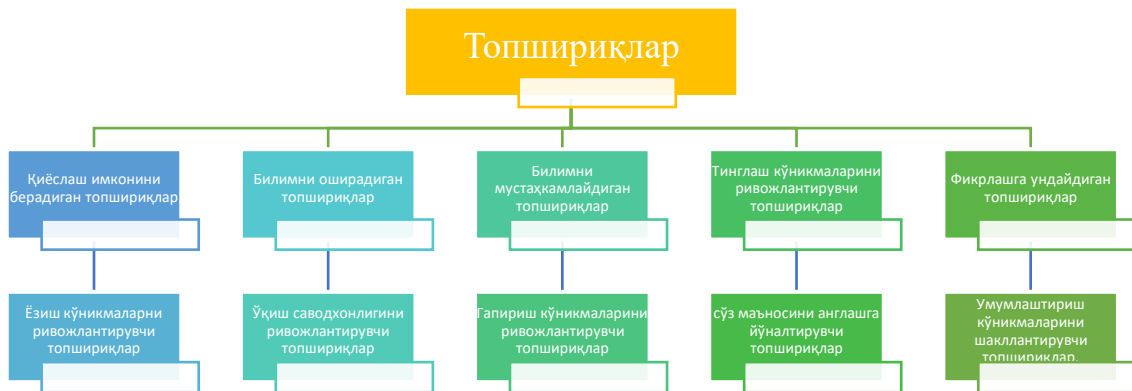 Топшириқлар
Қиёслаш имконини
берадиган топшириқлар
Билимни оширадиган
топшириқлар
Билимни
мустаҳкамлайдиган
топшириқлар
Тинглаш кўникмаларини
ривожлантирувчи
топшириқлар
Фикрлашга ундайдиган
топшириқлар
Ёзиш кўникмаларни
ривожлантирувчи
топшириқлар
Ўқиш саводхонлигини
ривожлантирувчи
топшириқлар
Гапириш кўникмаларини
ривожлантирувчи
топшириқлар
сўз маъносини англашга
йўналтирувчи
топшириқлар
Умумлаштириш
кўникмаларини
шакллантирувчи
топшириқлар.